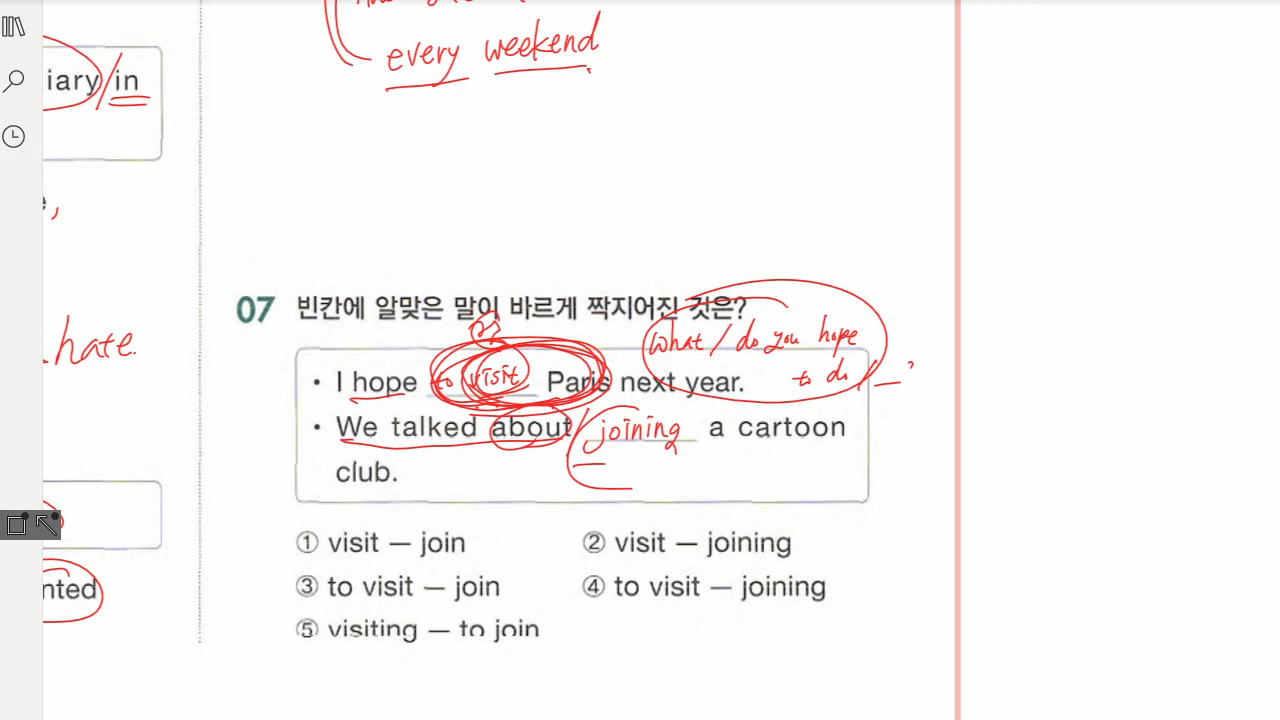 every weekend
iary/in
,
hate.
07 빈칸에 알맞은 말이 바르게 짝지어진 것은?
What / do you hope
to do / _ ?
• I hope to visit Paris next year.
• We talked about / joining a cartoon
club.
nted
① visit — join ② visit — joining
③ to visit — join ④ to visit — joining
⑤ visiting — to join